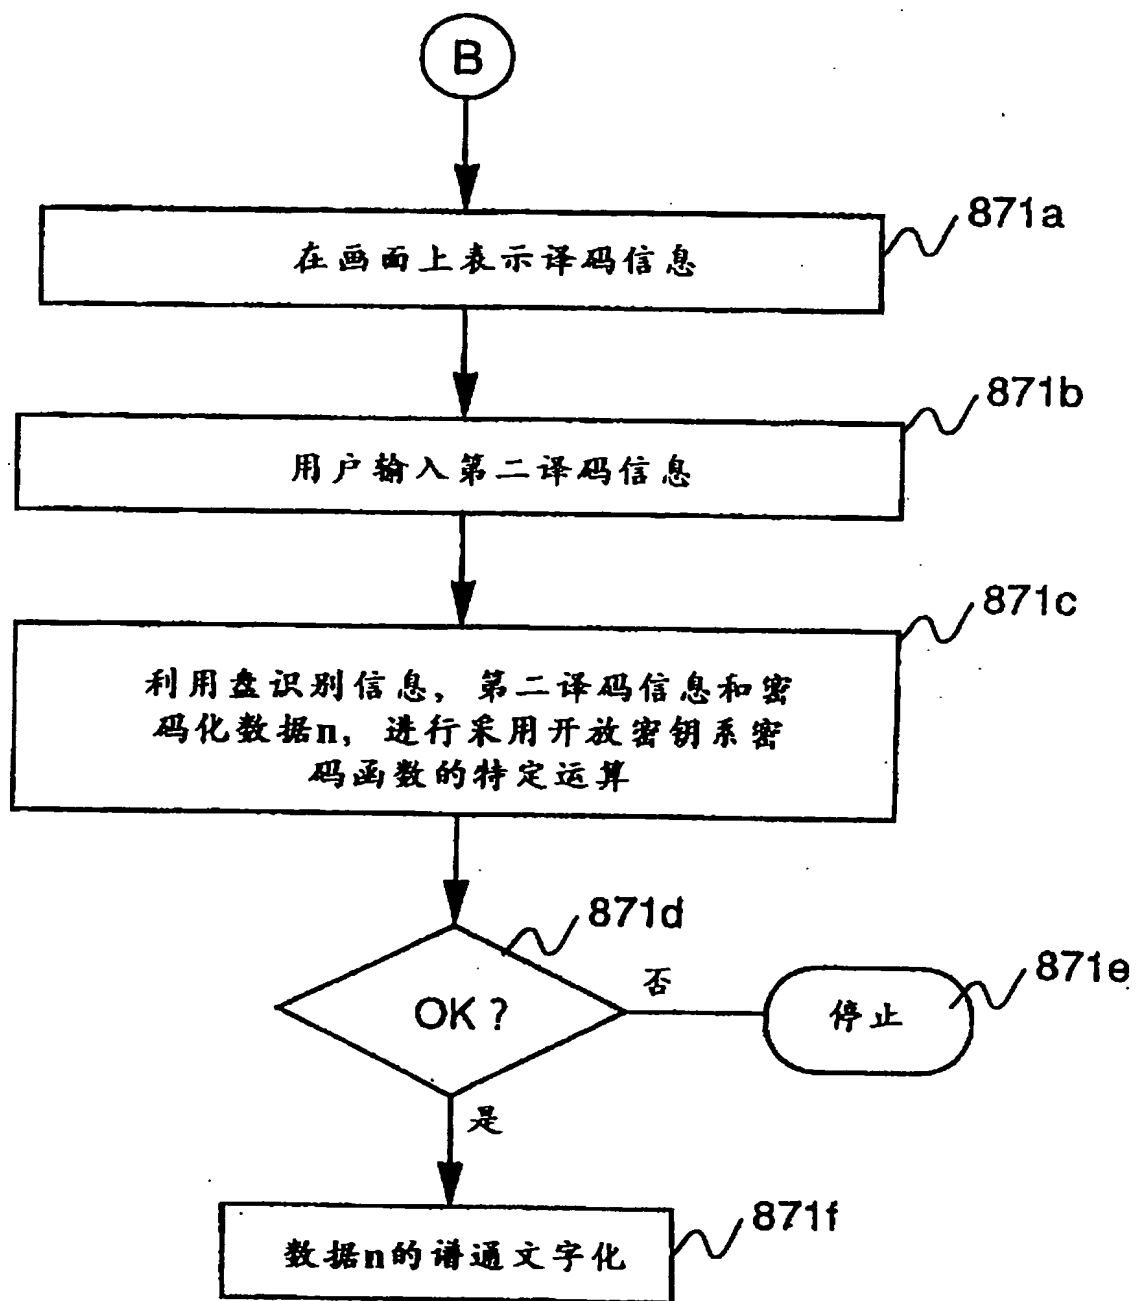 B
871a
在画面上表示译码信息
871b
用户输入第二译码信息
871c
利用盘识别信息，第二译码信息和密
码化数据n，进行采用开放密钥系密
码函数的特定运算
871d
OK？
否
871e
停止
是
871f
数据n的谱通文字化